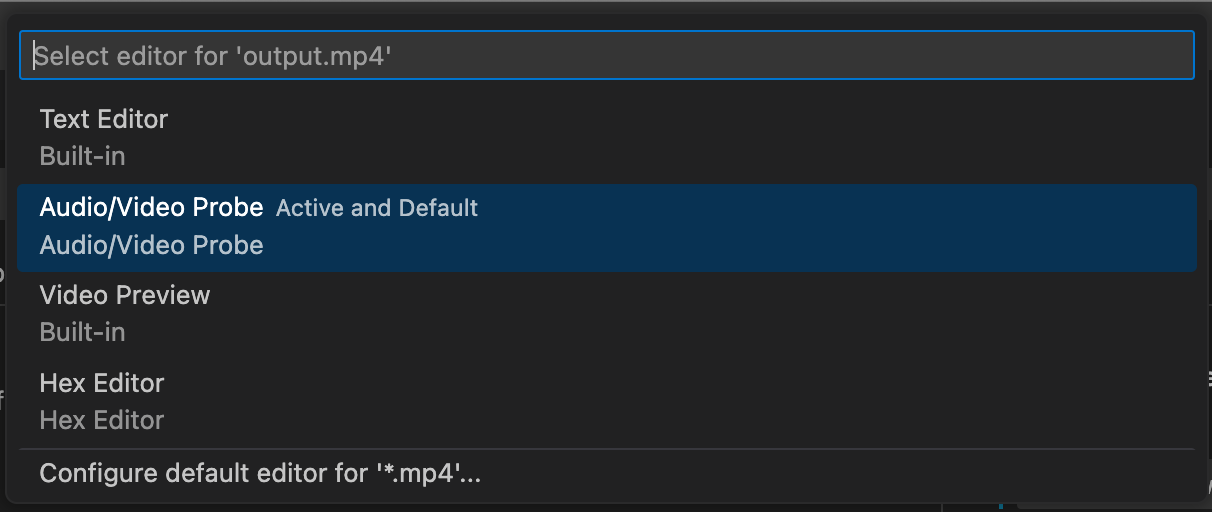 Select editor for 'output.mp4'
Text Editor
Built-in
Audio/Video Probe Active and Default
Audio/Video Probe
Video Preview
Built-in
Hex Editor
Hex Editor
Configure default editor for '*.mp4'...